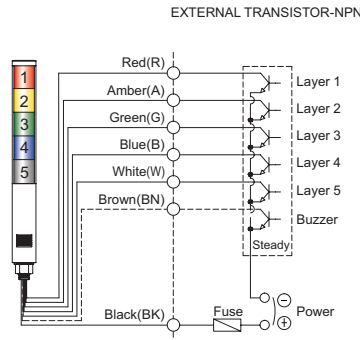 EXTERNAL TRANSISTOR-NPN
Red(R)
Layer 1
Amber(A)
Layer 2
Green(G)
Layer 3
Blue(B)
Layer 4
White(W)
Layer 5
Brown(BN)
Buzzer
1
2
3
4
5
Steady
Black(BK)
Fuse
Power